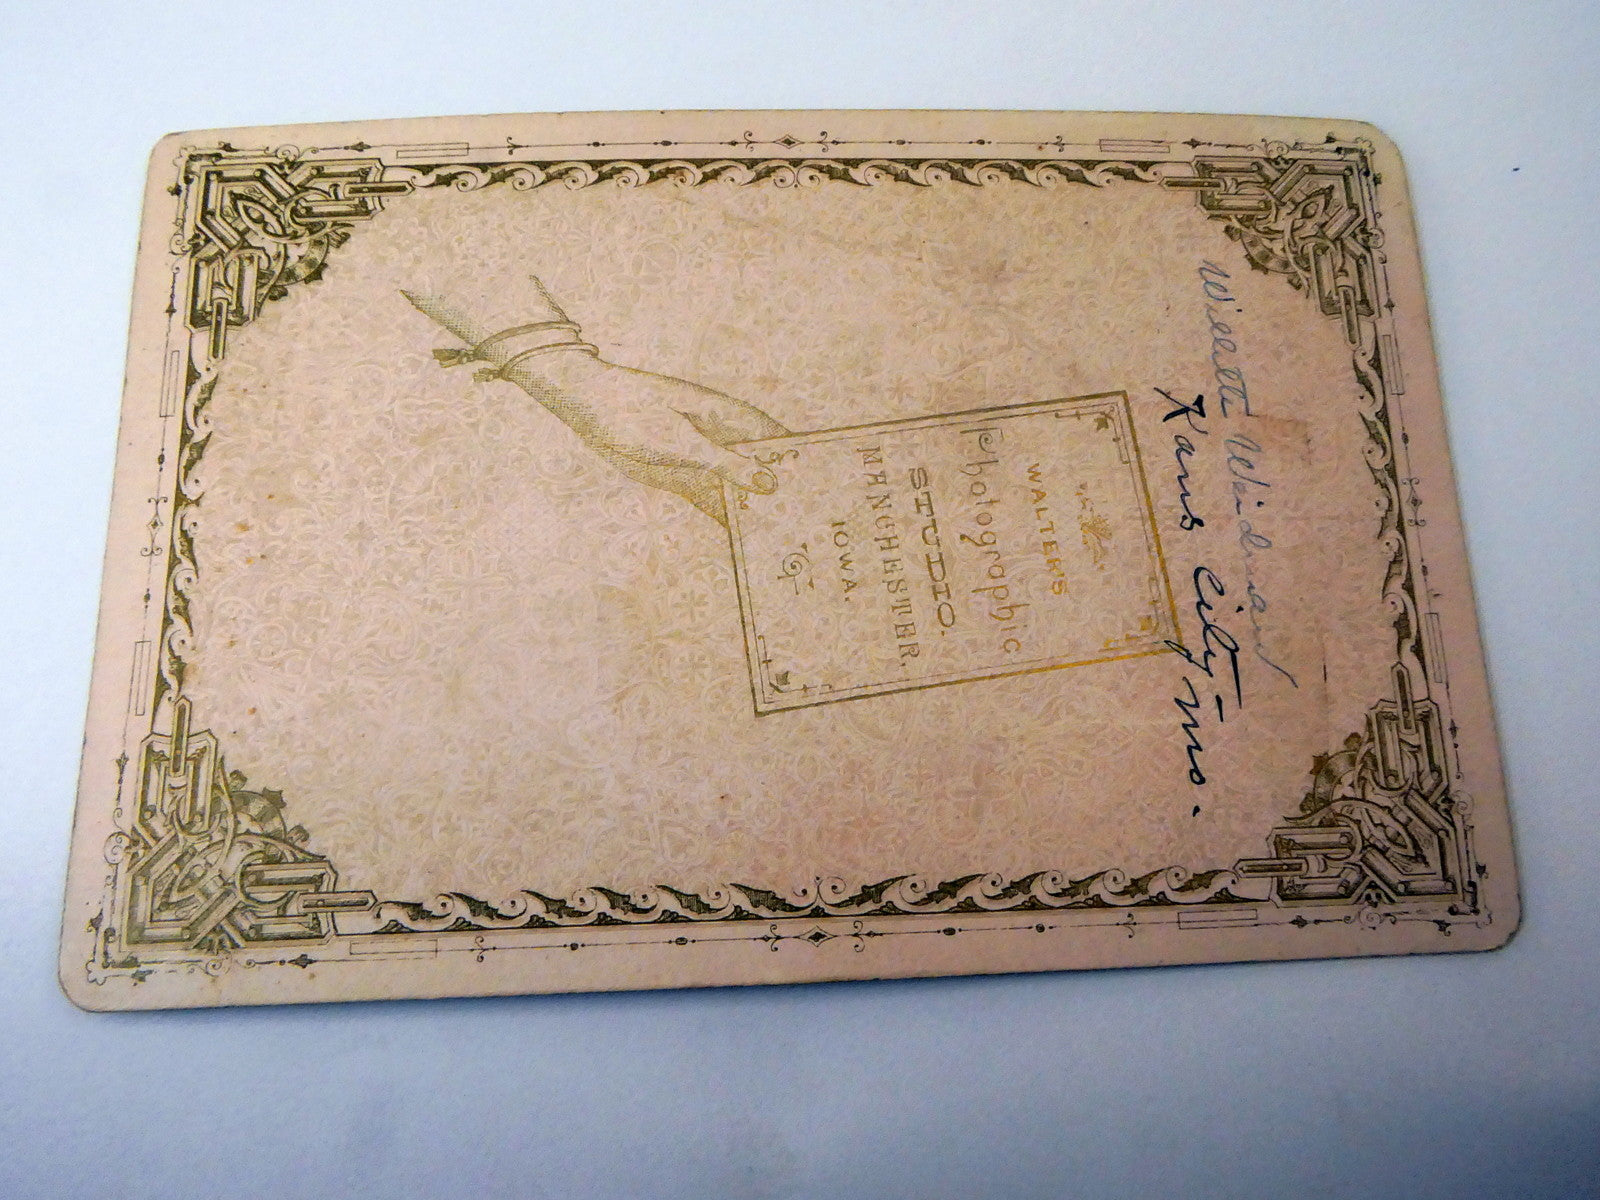 Kans City - Mo.
WALTER'S
Photographic
STUDIO.
MANCHESTER,
IOWA.